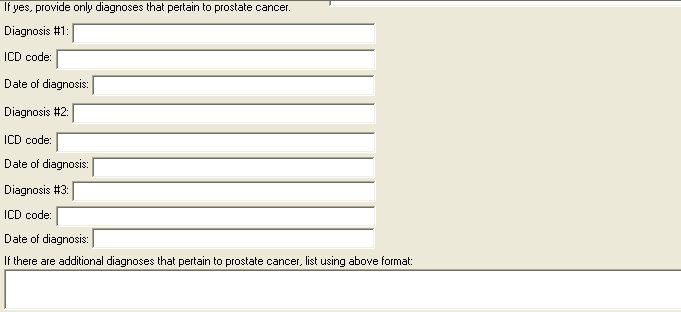 If yes, provide only diagnoses that pertain to prostate cancer.
Diagnosis #1:
ICD code:
Date of diagnosis:
Diagnosis #2:
ICD code:
Date of diagnosis:
Diagnosis #3:
ICD code:
Date of diagnosis:
If there are additional diagnoses that pertain to prostate cancer, list using above format: